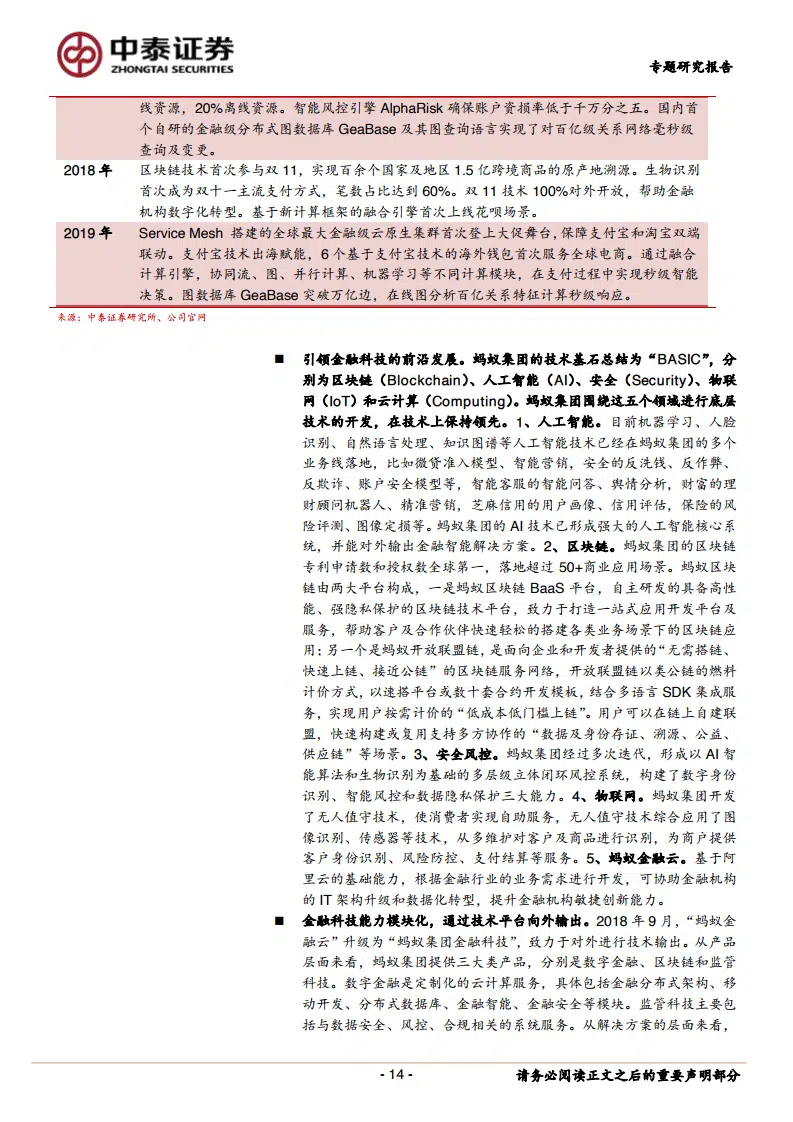 中泰证券
ZHONGTAI SECURITIES
专题研究报告
线资源，20%离线资源。智能风控引擎 AlphaRisk 确保账户资损率低于千万分之五。国内首
个自研的金融级分布式图数据库 GeaBase 及其图查询语言实现了对百亿级关系网络毫秒级
查询及变更。
2018 年 区块链技术首次参与双 11，实现百余个国家及地区 1.5 亿跨境商品的原产地溯源。生物识别
首次成为双十一主流支付方式，笔数占比达到 60%。双 11 技术 100%对外开放，帮助金融
机构数字化转型。基于新计算框架的融合引擎首次上线花呗场景。
2019 年 Service Mesh 搭建的全球最大金融级云原生集群首次登上大促舞台，保障支付宝和淘宝双端
联动。支付宝技术出海赋能，6 个基于支付宝技术的海外钱包首次服务全球电商。通过融合
计算引擎，协同流、图、并行计算、机器学习等不同计算模块，在支付过程中实现秒级智能
决策。图数据库 GeaBase 突破万亿边，在线图分析百亿关系特征计算秒级响应。
来源：中泰证券研究所、公司官网
■ 引领金融科技的前沿发展。蚂蚁集团的技术基石总结为“BASIC”，分
别为区块链（Blockchain）、人工智能（AI）、安全（Security）、物联
网（IoT）和云计算（Computing）。蚂蚁集团围绕这五个领域进行底层
技术的开发，在技术上保持领先。1、人工智能。目前机器学习、人脸
识别、自然语言处理、知识图谱等人工智能技术已经在蚂蚁集团的多个
业务线落地，比如微贷准入模型、智能营销，安全的反洗钱、反作弊、
反欺诈、账户安全模型等，智能客服的智能问答、舆情分析，财富的理
财顾问机器人、精准营销，芝麻信用的用户画像、信用评估，保险的风
险评测、图像定损等。蚂蚁集团的 AI 技术已形成强大的人工智能核心系
统，并能对外输出金融智能解决方案。2、区块链。蚂蚁集团的区块链
专利申请数和授权数全球第一，落地超过 50+商业应用场景。蚂蚁区块
链由两大平台构成，一是蚂蚁区块链 BaaS 平台，自主研发的具备高性
能、强隐私保护的区块链技术平台，致力于打造一站式应用开发平台及
服务，帮助客户及合作伙伴快速轻松的搭建各类业务场景下的区块链应
用；另一个是蚂蚁开放联盟链，是面向企业和开发者提供的“无需搭链、
快速上链、接近公链”的区块链服务网络，开放联盟链以类公链的燃料
计价方式，以速搭平台或数十套合约开发模板，结合多语言 SDK 集成服
务，实现用户按需计价的“低成本低门槛上链”。用户可以在链上自建联
盟，快速构建或复用支持多方协作的“数据及身份存证、溯源、公益、
供应链”等场景。3、安全风控。蚂蚁集团经过多次迭代，形成以 AI 智
能算法和生物识别为基础的多层级立体闭环风控系统，构建了数字身份
识别、智能风控和数据隐私保护三大能力。4、物联网。蚂蚁集团开发
了无人值守技术，使消费者实现自助服务，无人值守技术综合应用了图
像识别、传感器等技术，从多维护对客户及商品进行识别，为商户提供
客户身份识别、风险防控、支付结算等服务。5、蚂蚁金融云。基于阿
里云的基础能力，根据金融行业的业务需求进行开发，可协助金融机构
的 IT 架构升级和数据化转型，提升金融机构敏捷创新能力。
■ 金融科技能力模块化，通过技术平台向外输出。2018 年 9 月，“蚂蚁金
融云”升级为“蚂蚁集团金融科技”，致力于对外进行技术输出。从产品
层面来看，蚂蚁集团提供三大类产品，分别是数字金融、区块链和监管
科技。数字金融是定制化的云计算服务，具体包括金融分布式架构、移
动开发、分布式数据库、金融智能、金融安全等模块。监管科技主要包
括与数据安全、风控、合规相关的系统服务。从解决方案的层面来看，
- 14 -
请务必阅读正文之后的重要声明部分